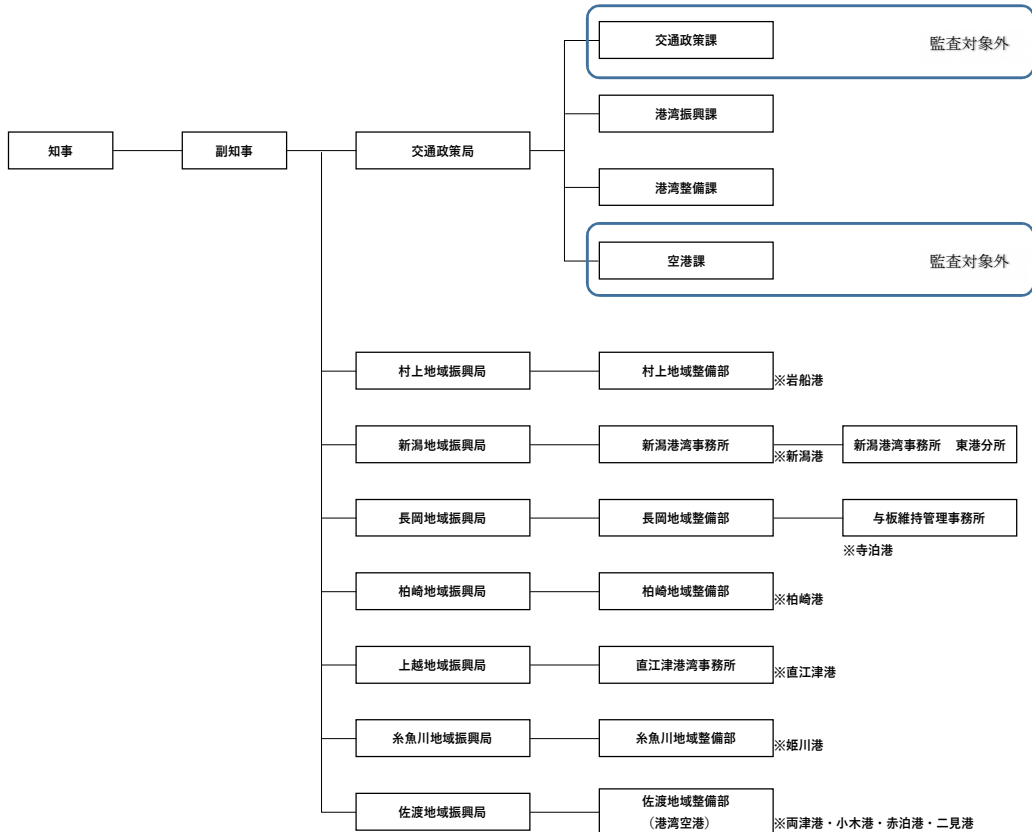 交通政策課
監査対象外
港湾振興課
知事
副知事
交通政策局
港湾整備課
空港課
監査対象外
村上地域振興局
村上地域整備部
※岩船港
新潟地域振興局
新潟港湾事務所
※新潟港
新潟港湾事務所　東港分所
長岡地域振興局
長岡地域整備部
与板維持管理事務所
※寺泊港
柏崎地域振興局
柏崎地域整備部
※柏崎港
上越地域振興局
直江津港湾事務所
※直江津港
糸魚川地域振興局
糸魚川地域整備部
※姫川港
佐渡地域振興局
佐渡地域整備部
（港湾空港）
※両津港・小木港・赤泊港・二見港